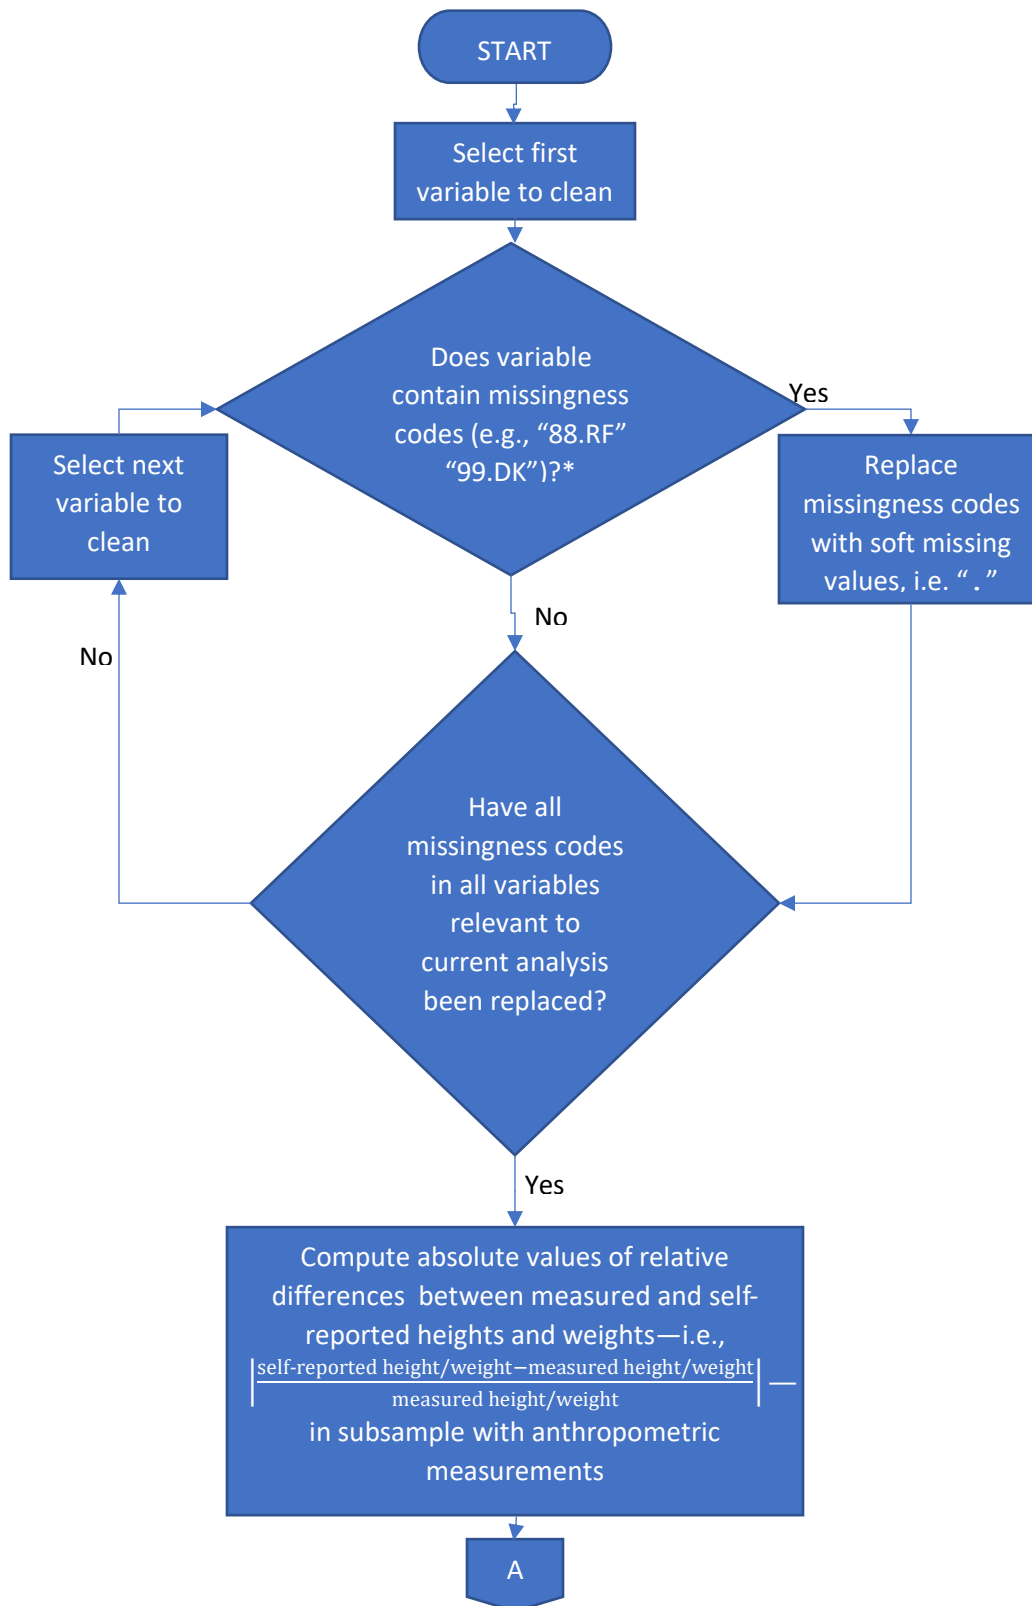 START
Select first
variable to clean
Does variable
contain missingness
codes (e.g., “88.RF”
“99.DK”)?*
Yes
Replace
missingness codes
with soft missing
values, i.e. “ . ”
Select next
variable to
clean
No
No
Have all
missingness codes
in all variables
relevant to
current analysis
been replaced?
Yes
Compute absolute values of relative
differences between measured and self-
reported heights and weights—i.e.,
|self-reported height/weight−measured height/weight
measured height/weight| —
in subsample with anthropometric
measurements
A